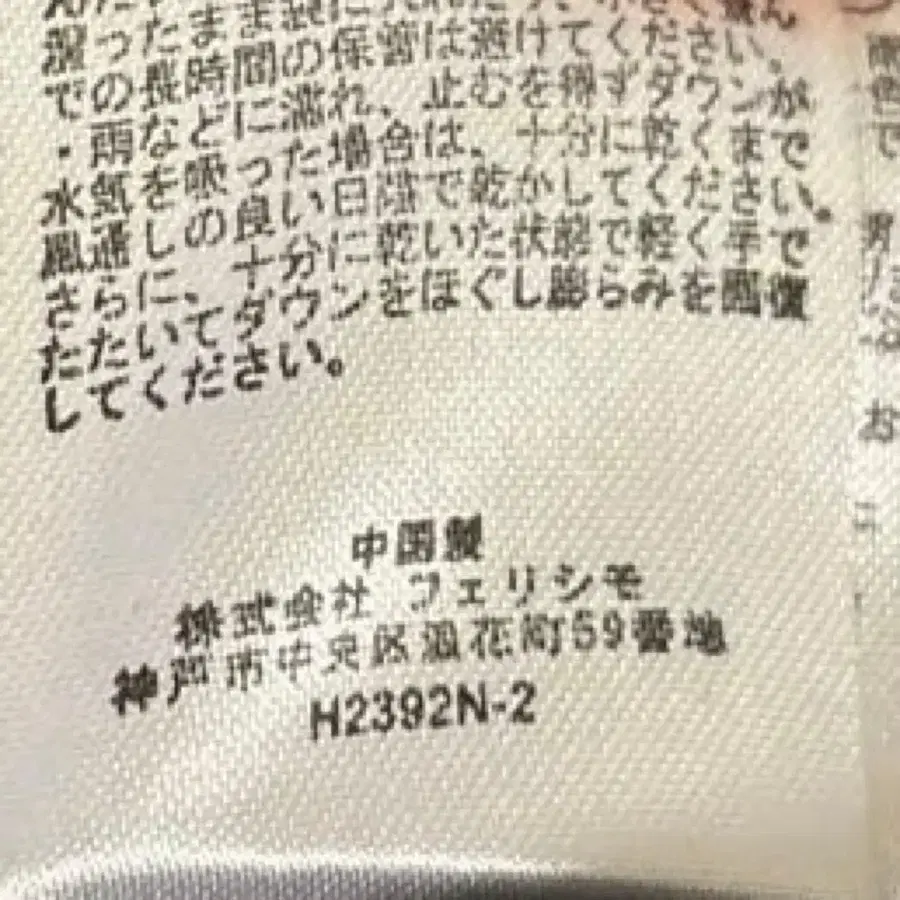 湿ったまま
での長時間の保管は避けてください。
・雨などに濡れ、止むを得ずダウンが
水気を吸った場合は、十分に乾くまで
風通しの良い日陰で乾かしてください。
さらに、十分に乾いた状態で軽く手で
たたいてダウンをほぐし膨らみを回復
してください。
中国製
株式会社 フェリシモ
神戸市中央区浪花町59番地
H2392N-2